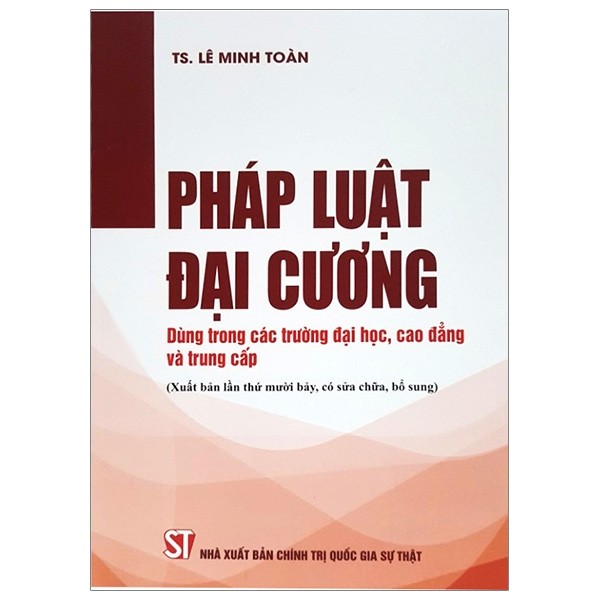 TS. LÊ MINH TOÀN
PHÁP LUẬT
ĐẠI CƯƠNG
Dùng trong các trường đại học, cao đẳng
và trung cấp
(Xuất bản lần thứ mười bảy, có sửa chữa, bổ sung)
ST
NHÀ XUẤT BẢN CHÍNH TRỊ QUỐC GIA SỰ THẬT